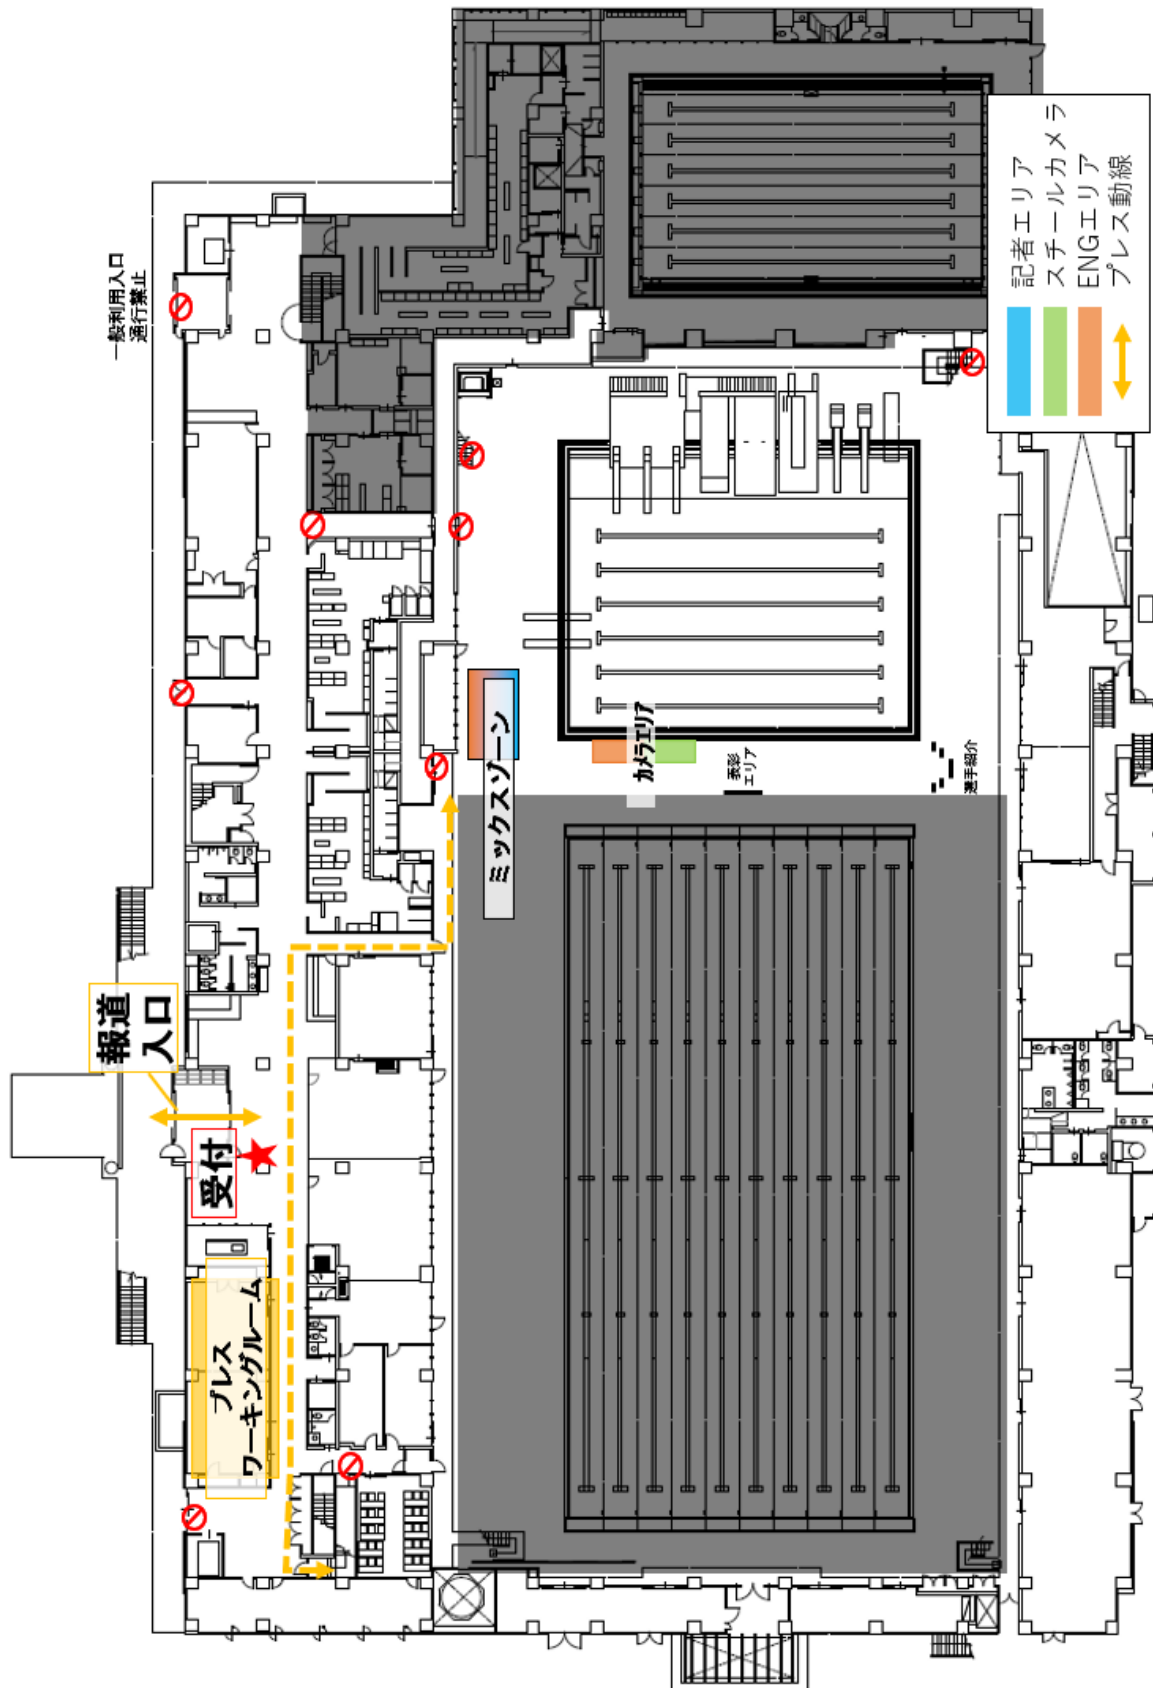 報道
入口
受付
プレス
ワーキングルーム
ミックスゾーン
カメラエリア
表彰
エリア
選手紹介
一般利用入口
通行禁止
記者エリア
スチールカメラ
ENGエリア
プレス動線